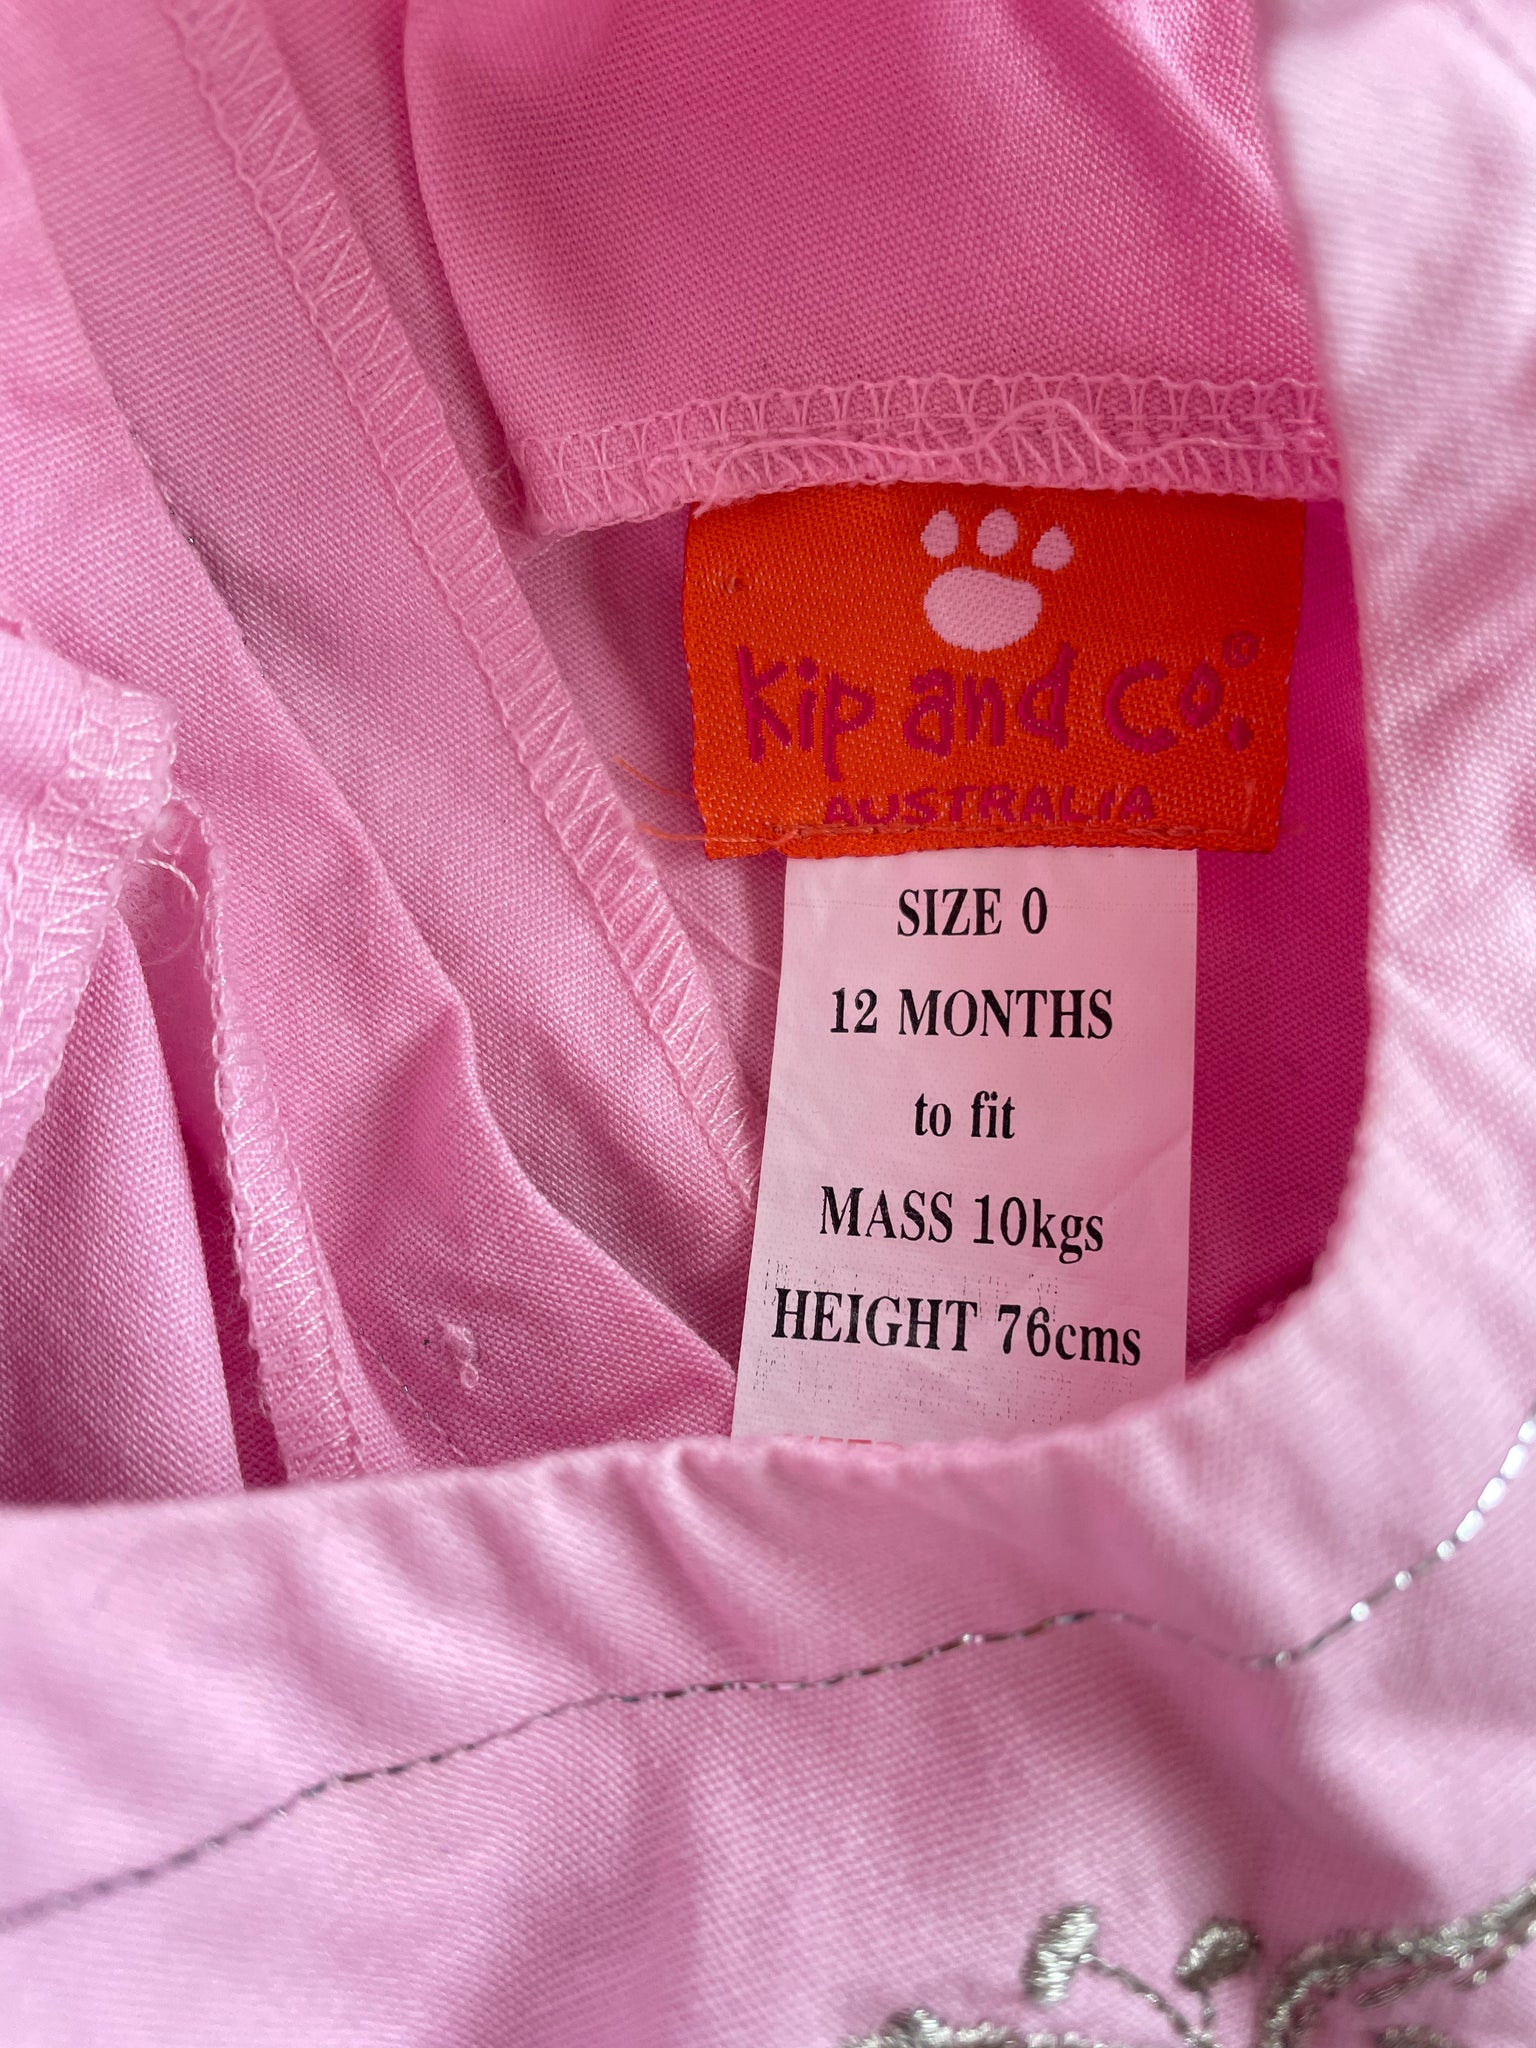 Kip and Co.©
AUSTRALIA
SIZE 0
12 MONTHS
to fit
MASS 10kgs
HEIGHT 76cms